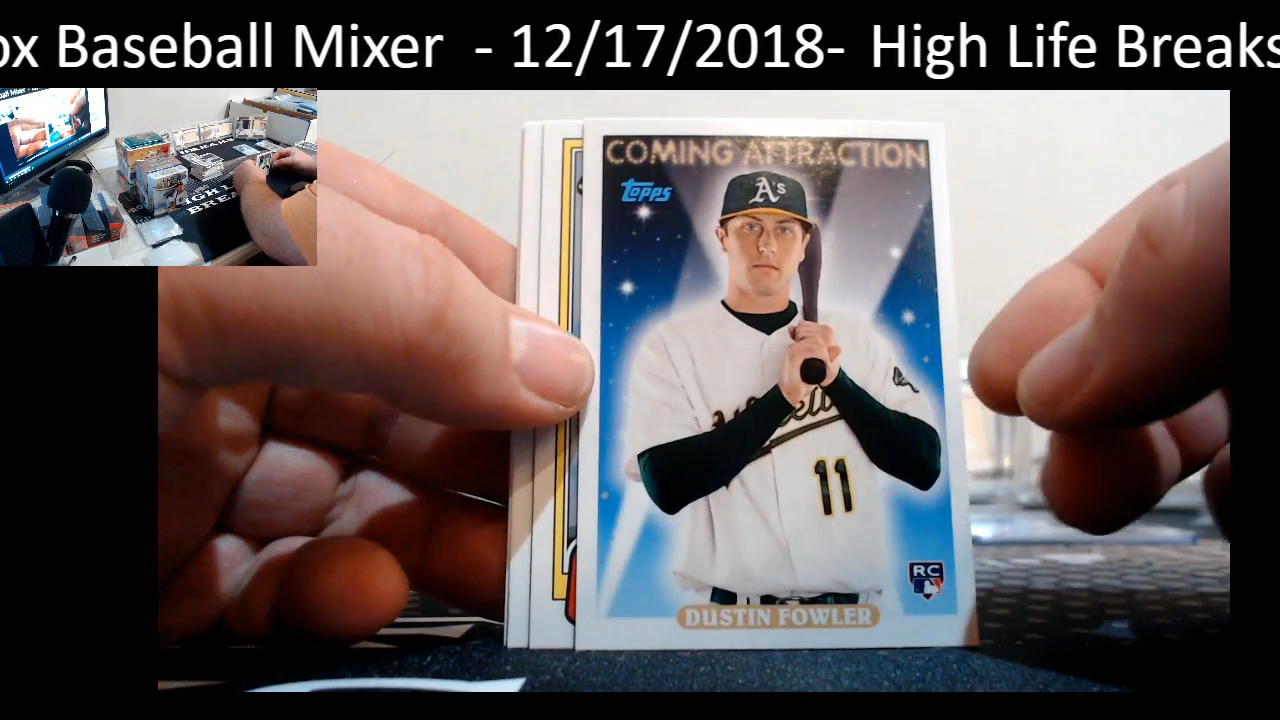 ox Baseball Mixer - 12/17/2018- High Life Breaks
COMING ATTRACTION
Topps
A's
11
RC
DUSTIN FOWLER